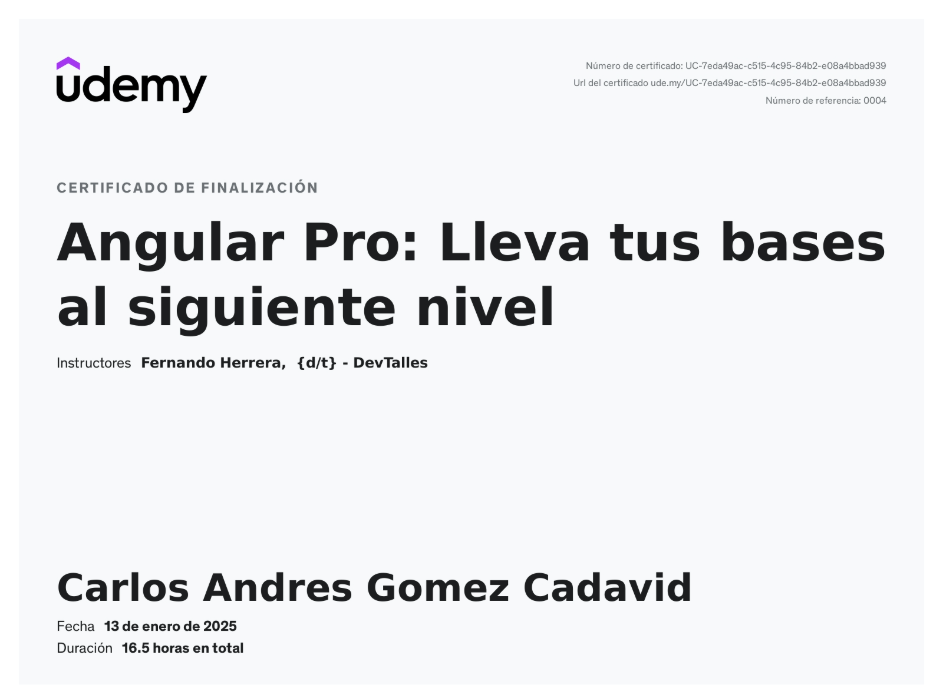 udemy
Número de certificado: UC-7eda49ac-c515-4c95-84b2-e08a4bbad939
Url del certificado ude.my/UC-7eda49ac-c515-4c95-84b2-e08a4bbad939
Número de referencia: 0004
CERTIFICADO DE FINALIZACIÓN
Angular Pro: Lleva tus bases
al siguiente nivel
Instructores Fernando Herrera, {d/t} - DevTalles
Carlos Andres Gomez Cadavid
Fecha 13 de enero de 2025
Duración 16.5 horas en total